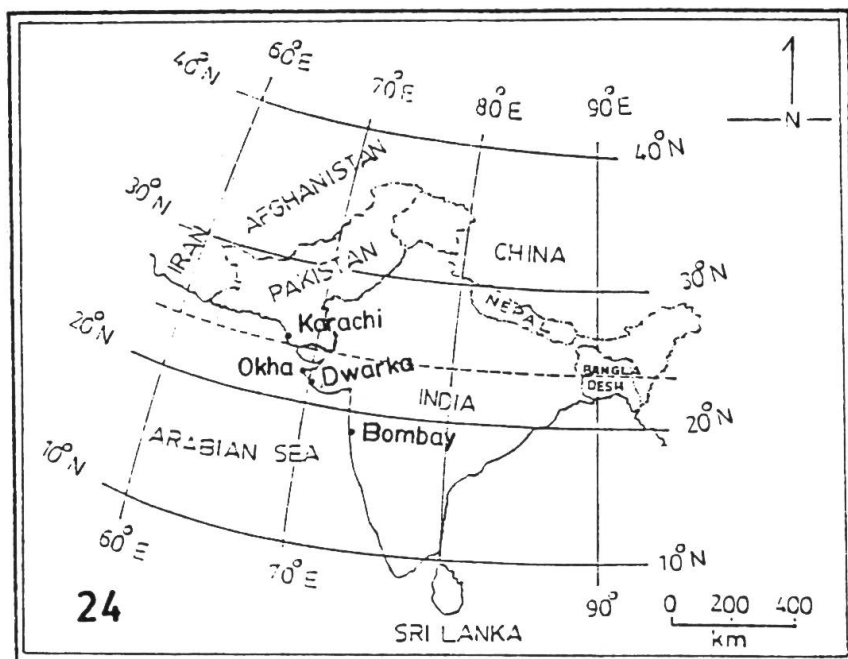 60°E
40°N
70°E
80°E
90°E
N
40°N
AFGHANISTAN
30°N
IRAN
PAKISTAN
CHINA
30°N
NEPAL
Karachi
20°N
Okha
Dwarka
BANGLA
DESH
INDIA
20°N
Bombay
ARABIAN SEA
10°N
10°N
60°E
70°E
90°
0 200 400
km
24
SRI LANKA